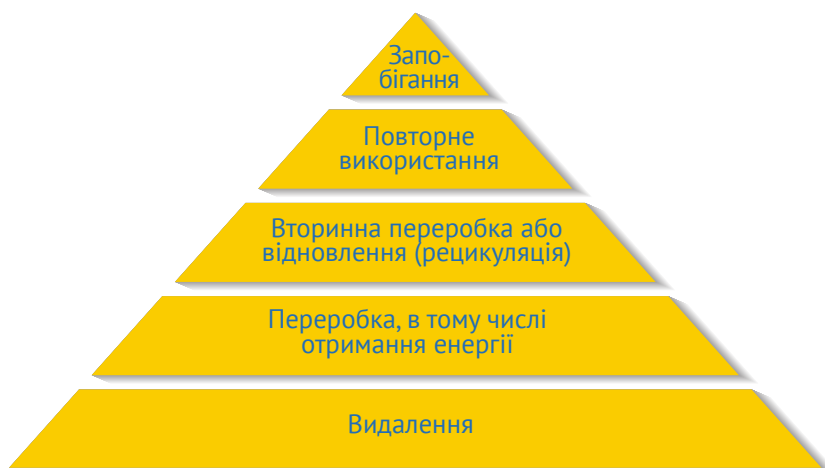 Запо-
бігання
Повторне
використання
Вторинна переробка або
відновлення (рецикуляція)
Переробка, в тому числі
отримання енергії
Видалення